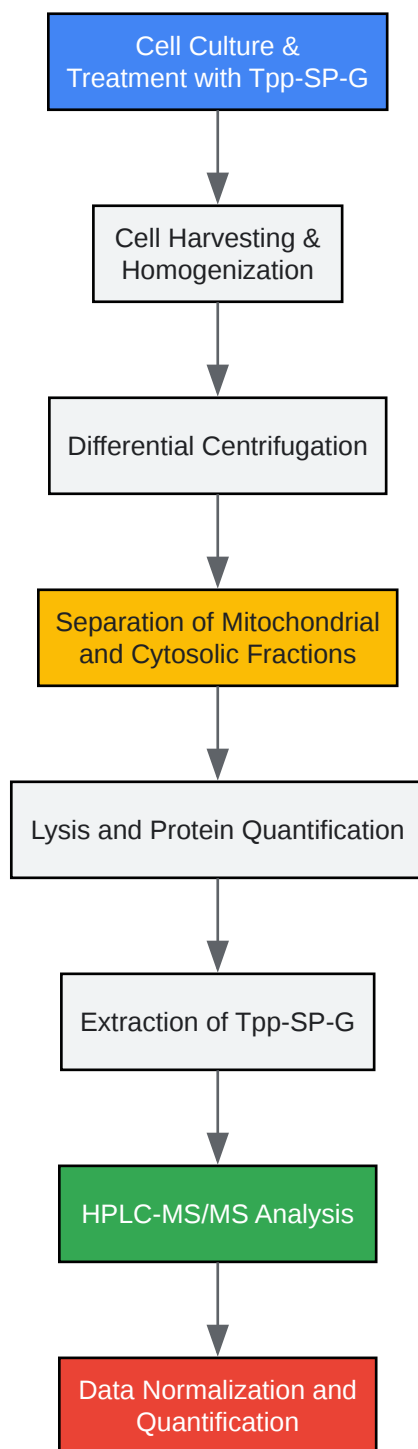 Cell Culture &
Treatment with Tpp-SP-G
Cell Harvesting &
Homogenization
Differential Centrifugation
Separation of Mitochondrial
and Cytosolic Fractions
Lysis and Protein Quantification
Extraction of Tpp-SP-G
HPLC-MS/MS Analysis
Data Normalization and
Quantification